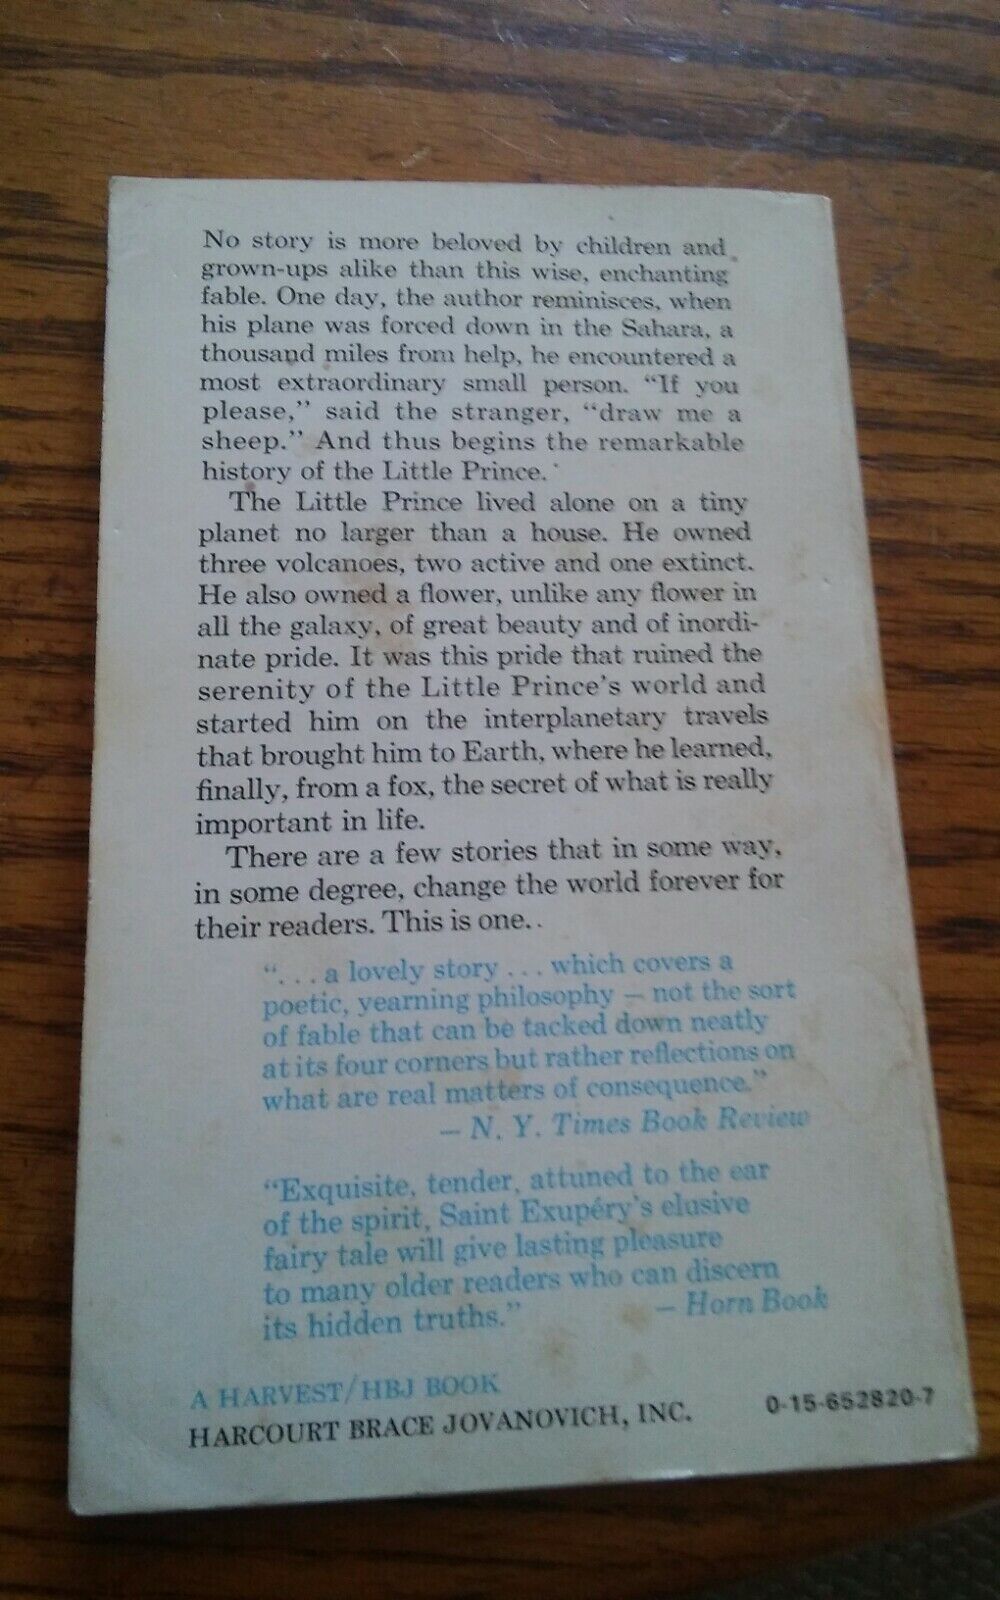 No story is more beloved by children and
grown-ups alike than this wise, enchanting
fable. One day, the author reminisces, when
his plane was forced down in the Sahara, a
thousand miles from help, he encountered a
most extraordinary small person. “If you
please,” said the stranger, “draw me a
sheep.” And thus begins the remarkable
history of the Little Prince.
The Little Prince lived alone on a tiny
planet no larger than a house. He owned
three volcanoes, two active and one extinct.
He also owned a flower, unlike any flower in
all the galaxy, of great beauty and of inordi-
nate pride. It was this pride that ruined the
serenity of the Little Prince’s world and
started him on the interplanetary travels
that brought him to Earth, where he learned,
finally, from a fox, the secret of what is really
important in life.
There are a few stories that in some way,
in some degree, change the world forever for
their readers. This is one.
“. . . a lovely story . . . which covers a
poetic, yearning philosophy — not the sort
of fable that can be tacked down neatly
at its four corners but rather reflections on
what are real matters of consequence.”
— N. Y. Times Book Review
“Exquisite, tender, attuned to the ear
of the spirit, Saint Exupéry’s elusive
fairy tale will give lasting pleasure
to many older readers who can discern
its hidden truths.” — Horn Book
A HARVEST/HBJ BOOK
HARCOURT BRACE JOVANOVICH, INC. 0-15-652820-7